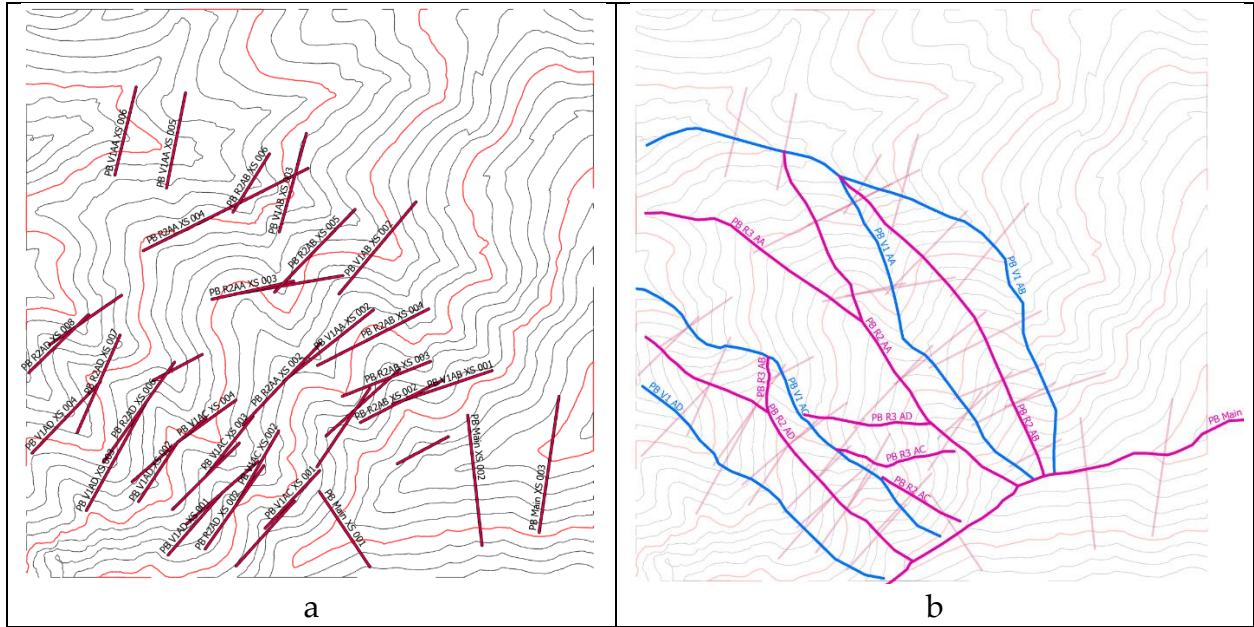 PB V1AA XS 006
PB V1AA XS 005
PB R2AB XS 006
PB V1AB XS 003
PB R2AA XS 004
PB R2AB XS 005
PB V1AB XS 002
PB R2AA XS 003
PB V1AA XS 002
PB R2AB XS 004
PB R2AD XS 008
PB R2AD XS 007
PB R2AA XS 002
PB R2AB XS 003
PB V1AB XS 001
PB R2AB XS 002
PB R2AD XS 006
PB V1AD XS 004
PB V1AC XS 004
PB V1AC XS 003
PB V1AC XS 002
PB V1AD XS 003
PB V1AD XS 002
PB Main XS 002
PB Main XS 003
PB V1AC XS 001
PB V1AD XS 001
PB R2AD XS 002
PB Main XS 001
a
PB R3 AA
PB V1 AA
PB V1 AB
PB R2 AA
PB R3 AB
PB V1 AC
PB V1 AD
PB R2 AD
PB R3 AD
PB R2 AB
PB Main
PB R3 AC
PB R2 AC
b